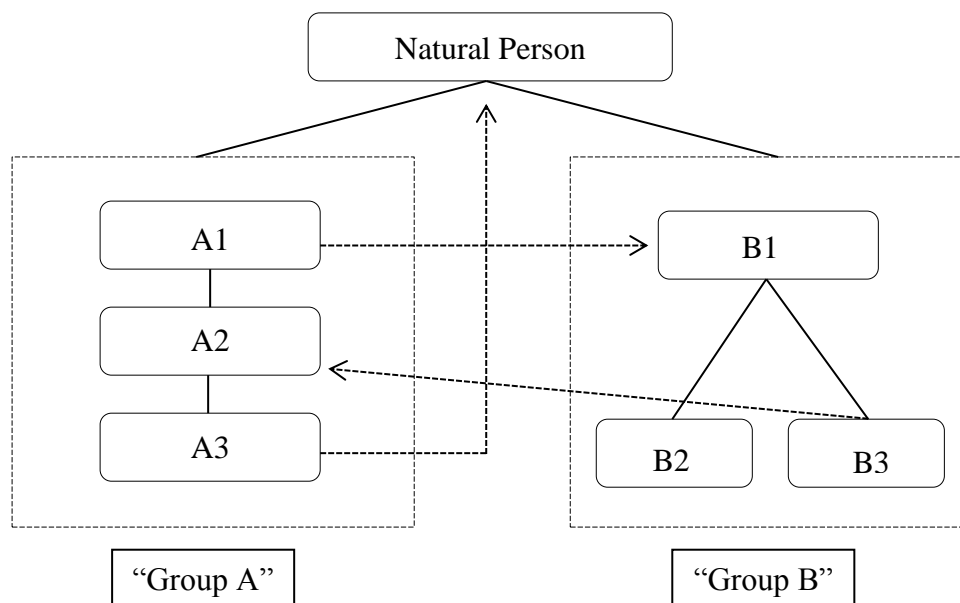 Natural Person
A1
B1
A2
A3
B2
B3
“Group A”
“Group B”